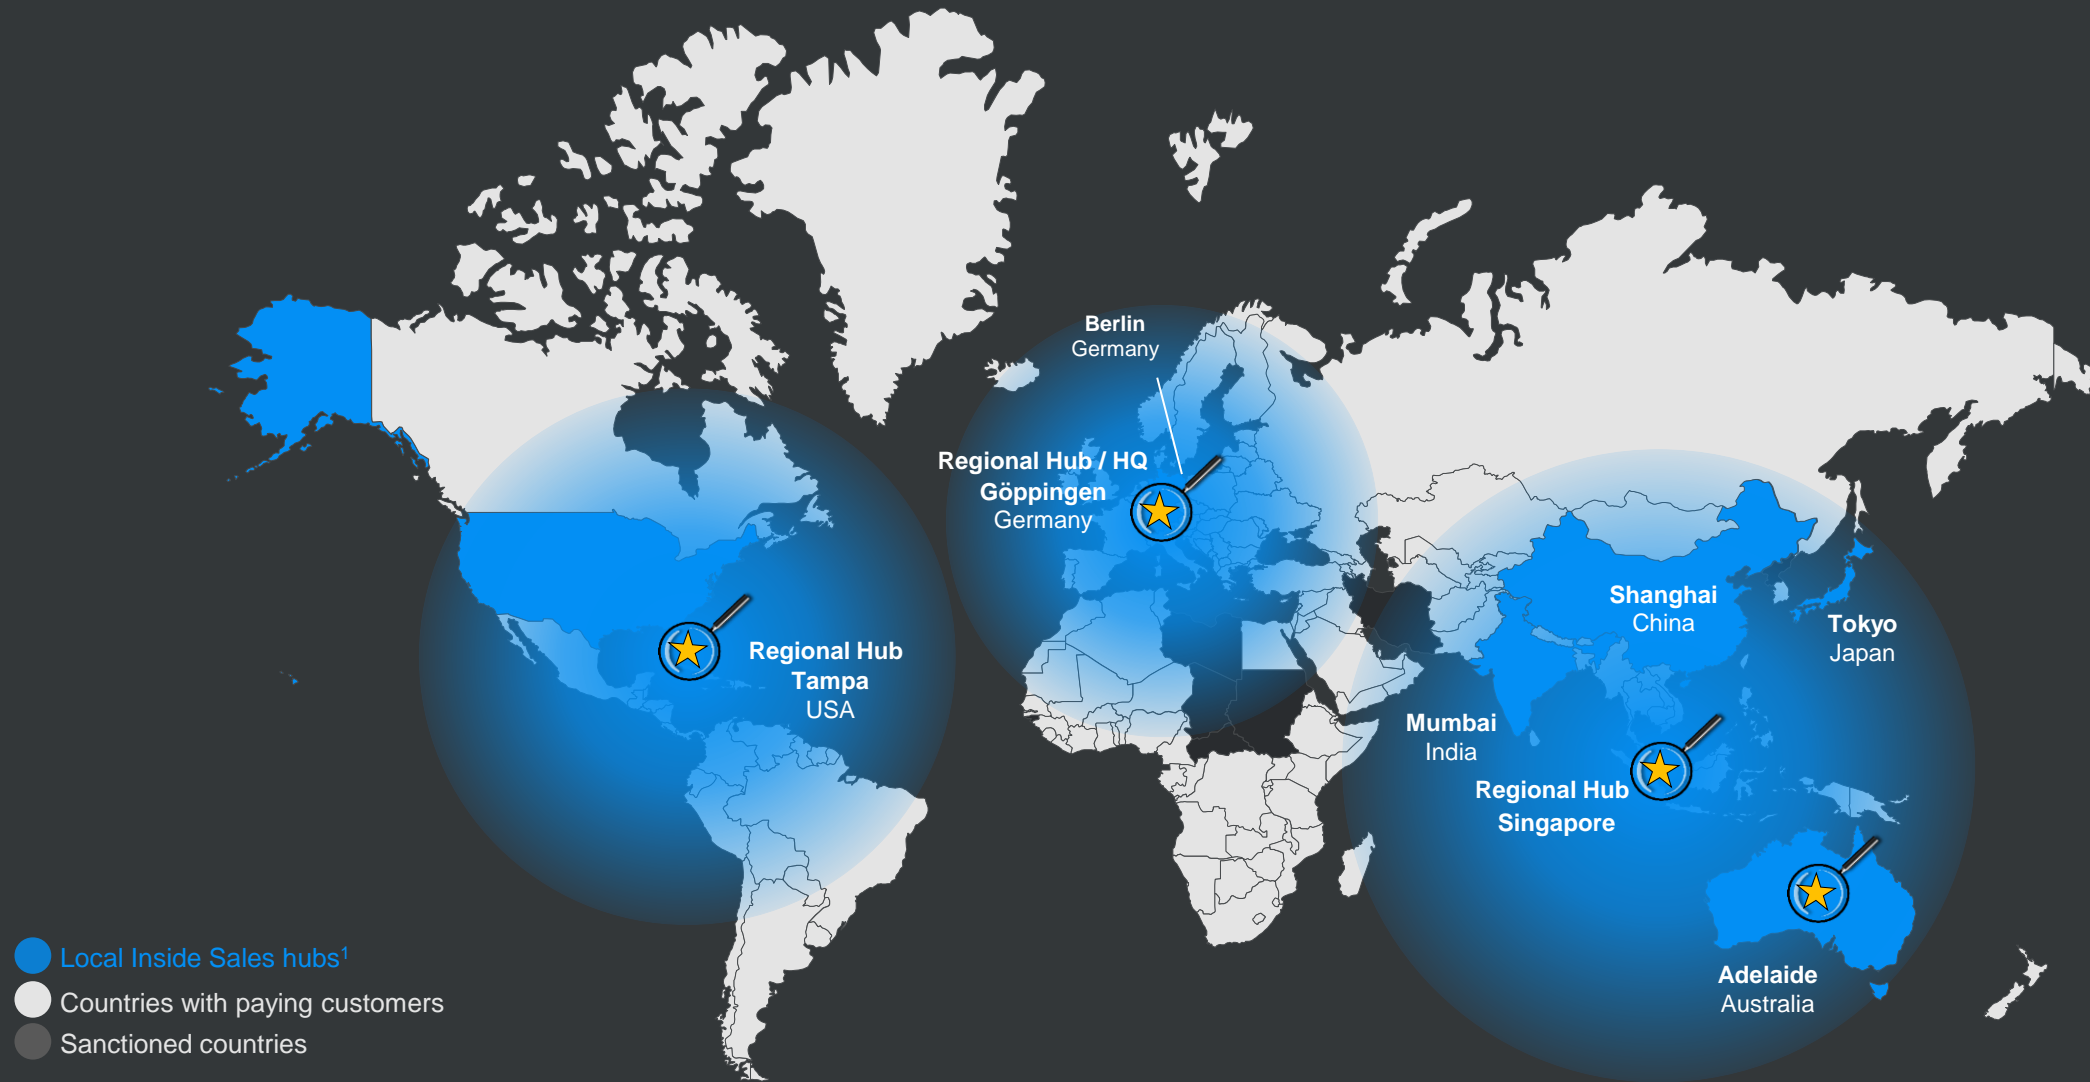 Berlin
Germany
Regional Hub / HQ
Göppingen
Germany
Regional Hub
Tampa
USA
Shanghai
China
Tokyo
Japan
Mumbai
India
Regional Hub
Singapore
Adelaide
Australia
Local Inside Sales hubs¹
Countries with paying customers
Sanctioned countries